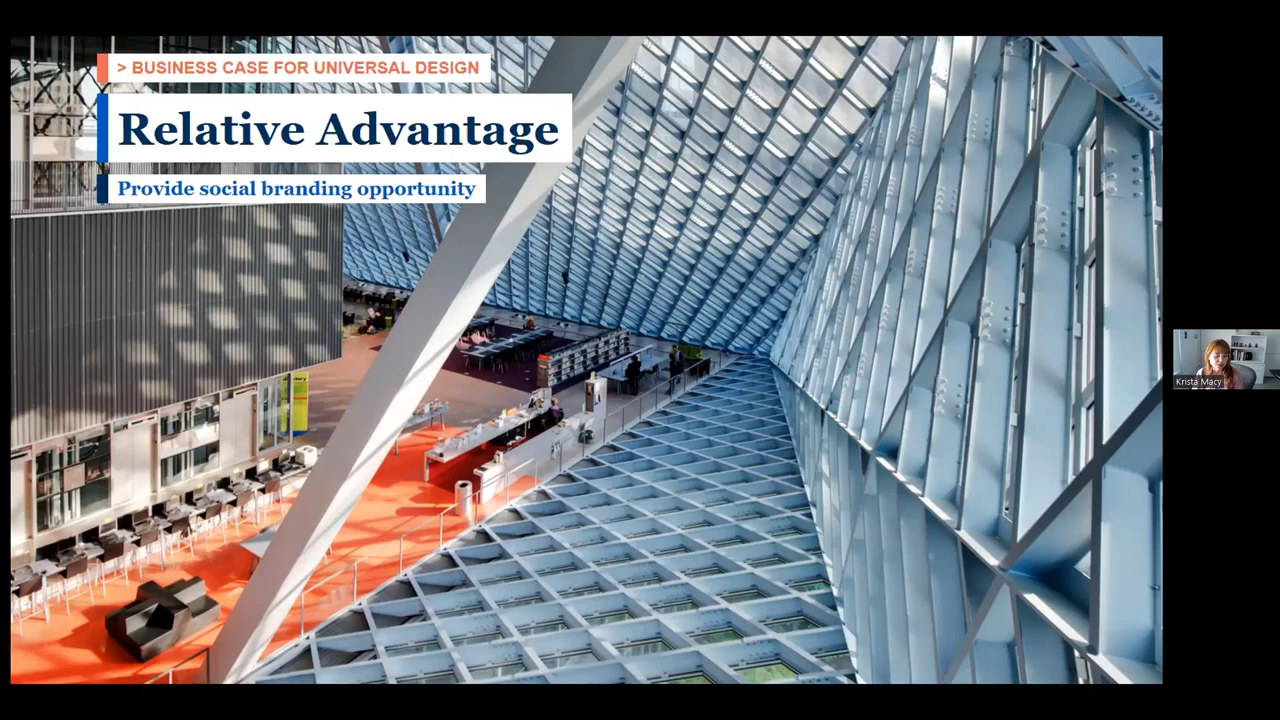 > BUSINESS CASE FOR UNIVERSAL DESIGN
Relative Advantage
Provide social branding opportunity
Krista Macy